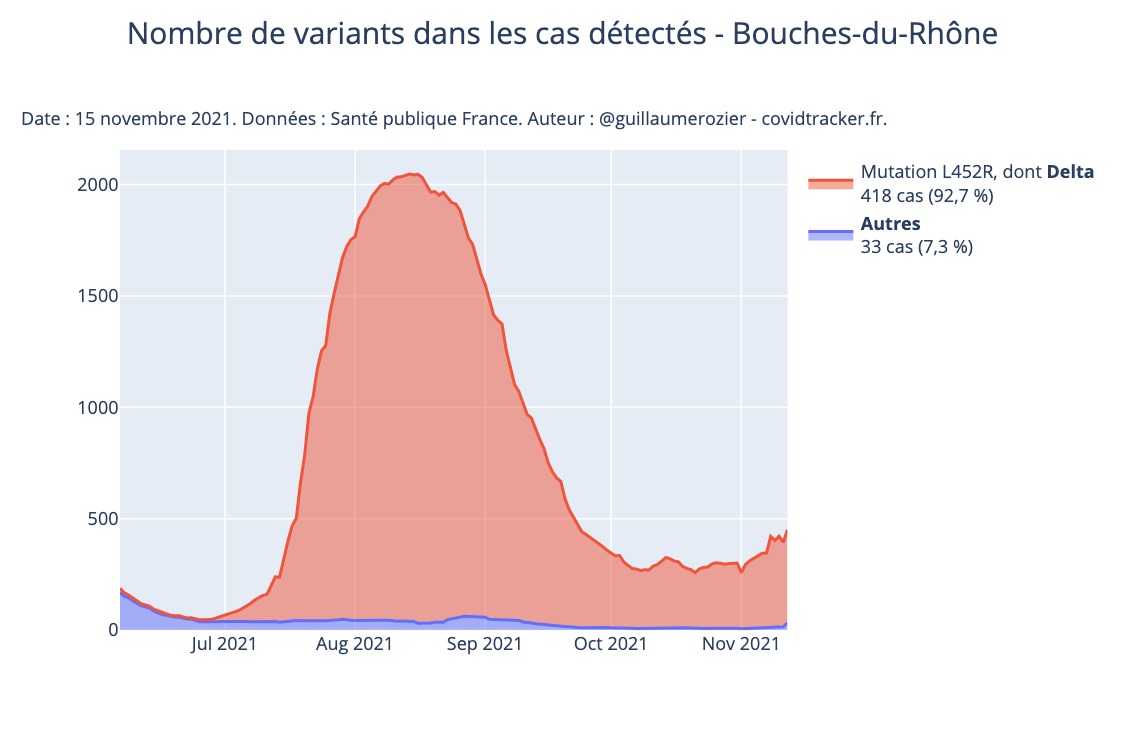 Nombre de variants dans les cas détectés - Bouches-du-Rhône
Date : 15 novembre 2021. Données : Santé publique France. Auteur : @guillaumerozier - covidtracker.fr.
Mutation L452R, dont Delta
418 cas (92,7 %)
Autres
33 cas (7,3 %)
2000
1500
1000
500
0
Jul 2021
Aug 2021
Sep 2021
Oct 2021
Nov 2021